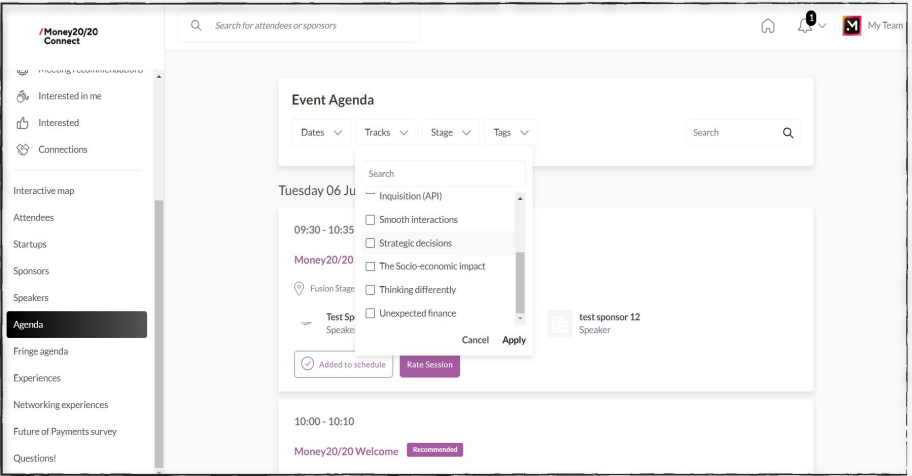 /Money20/20
Connect
Search for attendees or sponsors
1
My Team
Meeting recommendations
Interested in me
Interested
Connections
Interactive map
Attendees
Startups
Sponsors
Speakers
Agenda
Fringe agenda
Experiences
Networking experiences
Future of Payments survey
Questions!
Event Agenda
Dates
Tracks
Stage
Tags
Search
Search
Inquisition (API)
Smooth interactions
Strategic decisions
The Socio-economic impact
Thinking differently
Unexpected finance
Cancel
Apply
Tuesday 06 Ju
09:30 - 10:35
Money20/20
Fusion Stage
Test Sp
Speake
test sponsor 12
Speaker
Added to schedule
Rate Session
10:00 - 10:10
Money20/20 Welcome
Recommended